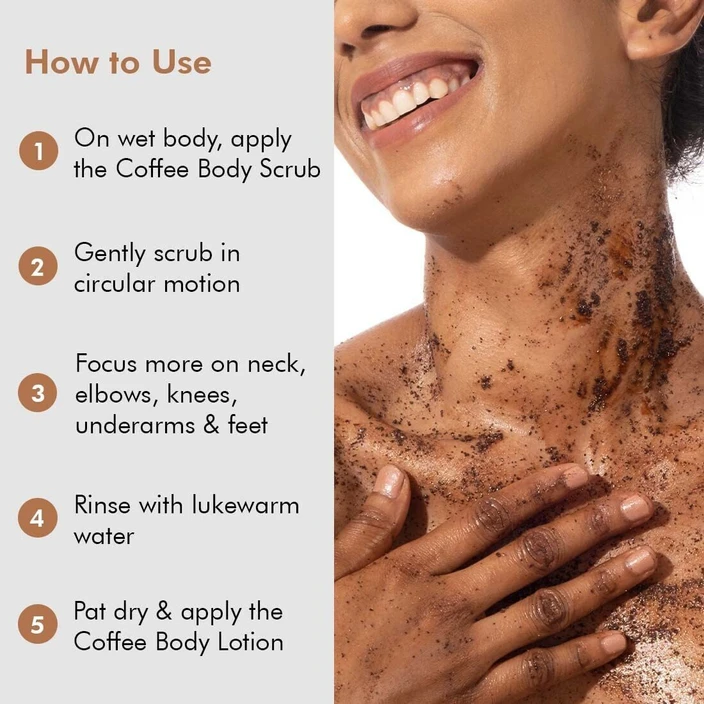 How to Use
1
On wet body, apply
the Coffee Body Scrub
2
Gently scrub in
circular motion
3
Focus more on neck,
elbows, knees,
underarms & feet
4
Rinse with lukewarm
water
5
Pat dry & apply the
Coffee Body Lotion